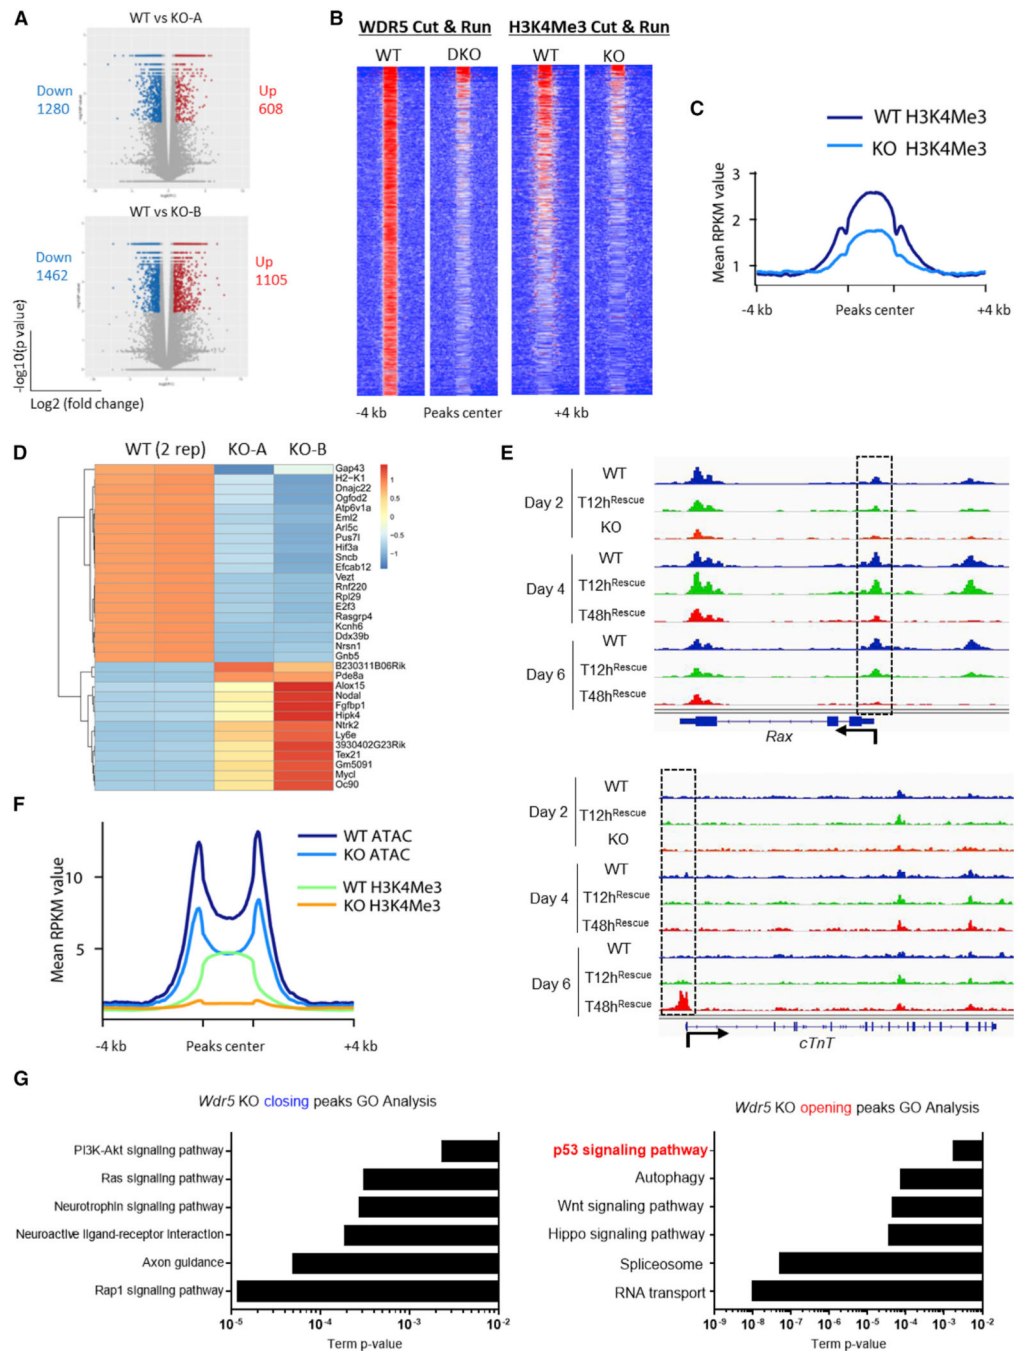 A
WT vs KO-A
Down
1280
Up
608
WT vs KO-B
Down
1462
Up
1105
-log10(p value)
Log2 (fold change)
B
WDR5 Cut & Run
H3K4Me3 Cut & Run
WT
DKO
WT
KO
-4 kb
Peaks center
+4 kb
C
WT H3K4Me3
KO H3K4Me3
Mean RPKM value
3
2
1
-4 kb
Peaks center
+4 kb
D
WT (2 rep)
KO-A
KO-B
Gap43
H2-K1
Dnajc22
Ogfod2
Atp6v1a
Eml2
Arl5c
Pus7l
Hif3a
Sncb
Efcab12
Vezt
Rnf220
Rpl29
E2f3
Rasgrp4
Kcnh6
Ddx39b
Nrsn1
Gnb5
B230311B06Rik
Pde8a
Alox15
Nodal
Fgfbp1
Hipk4
Ntrk2
Ly6e
3930402G23Rik
Tex21
Gm5091
Mycl
Oc90
1
0.5
0
-0.5
-1
E
Day 2
WT
T12hRescue
KO
Day 4
WT
T12hRescue
T48hRescue
Day 6
WT
T12hRescue
T48hRescue
Rax
Day 2
WT
T12hRescue
KO
Day 4
WT
T12hRescue
T48hRescue
Day 6
WT
T12hRescue
T48hRescue
cTnT
F
WT ATAC
KO ATAC
WT H3K4Me3
KO H3K4Me3
Mean RPKM value
10
5
-4 kb
Peaks center
+4 kb
G
Wdr5 KO closing peaks GO Analysis
PI3K-Akt signaling pathway
Ras signaling pathway
Neurotrophin signaling pathway
Neuroactive ligand-receptor interaction
Axon guidance
Rap1 signaling pathway
10-5
10-4
10-3
10-2
Term p-value
Wdr5 KO opening peaks GO Analysis
p53 signaling pathway
Autophagy
Wnt signaling pathway
Hippo signaling pathway
Spliceosome
RNA transport
10-9
10-8
10-7
10-6
10-5
10-4
10-3
10-2
Term p-value